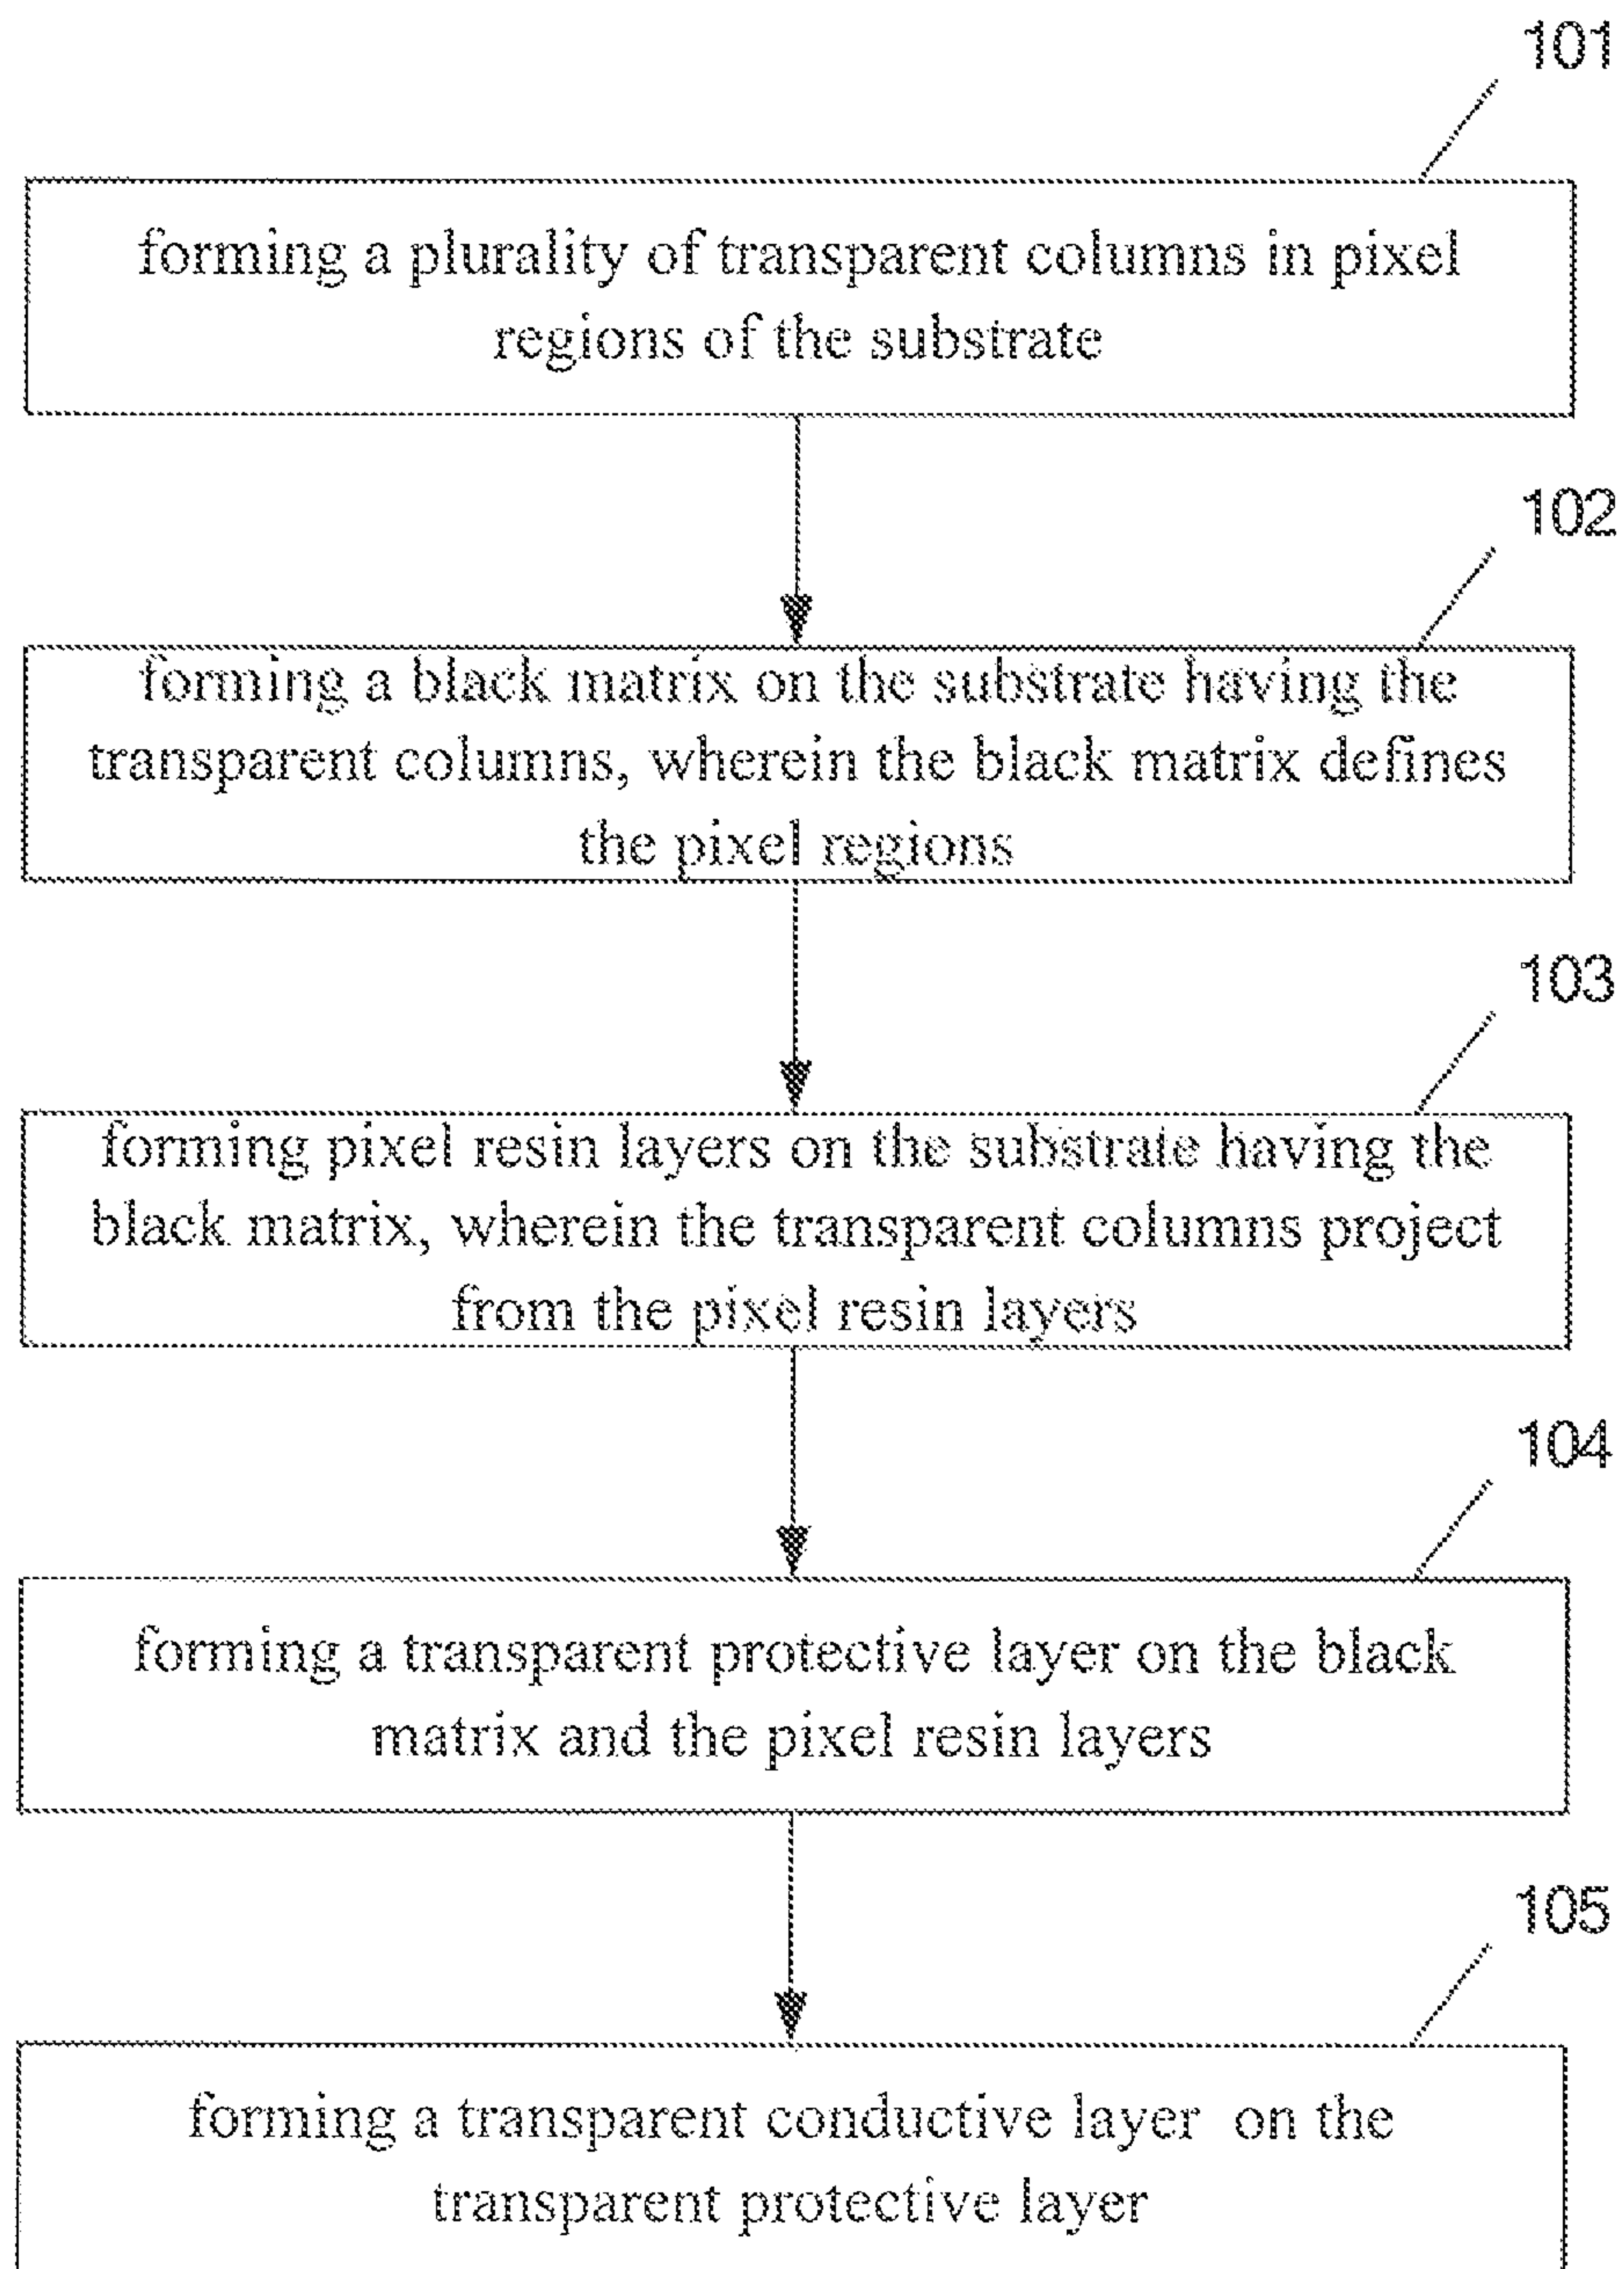 101
forming a plurality of transparent columns in pixel
regions of the substrate
102
forming a black matrix on the substrate having the
transparent columns, wherein the black matrix defines
the pixel regions
103
forming pixel resin layers on the substrate having the
black matrix, wherein the transparent columns project
from the pixel resin layers
104
forming a transparent protective layer on the black
matrix and the pixel resin layers
105
forming a transparent conductive layer on the
transparent protective layer